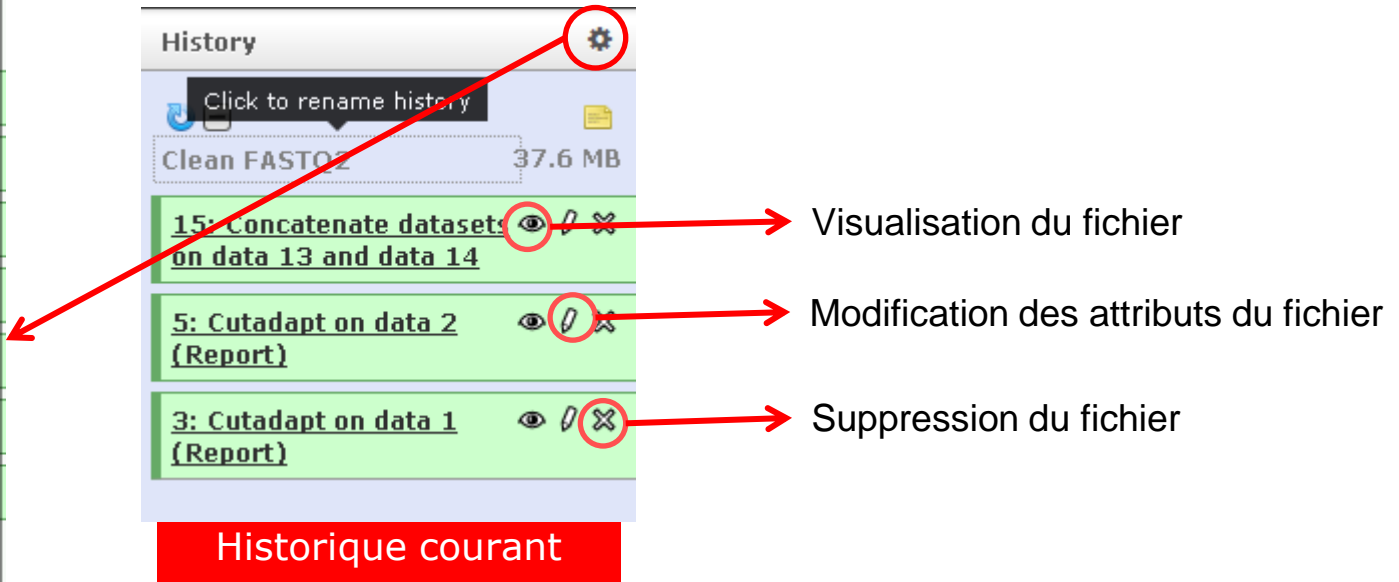 History
Click to rename history
Clean FASTQ2
37.6 MB
15: Concatenate datasets
on data 13 and data 14
Visualisation du fichier
5: Cutadapt on data 2
(Report)
Modification des attributs du fichier
3: Cutadapt on data 1
(Report)
Suppression du fichier
Historique courant